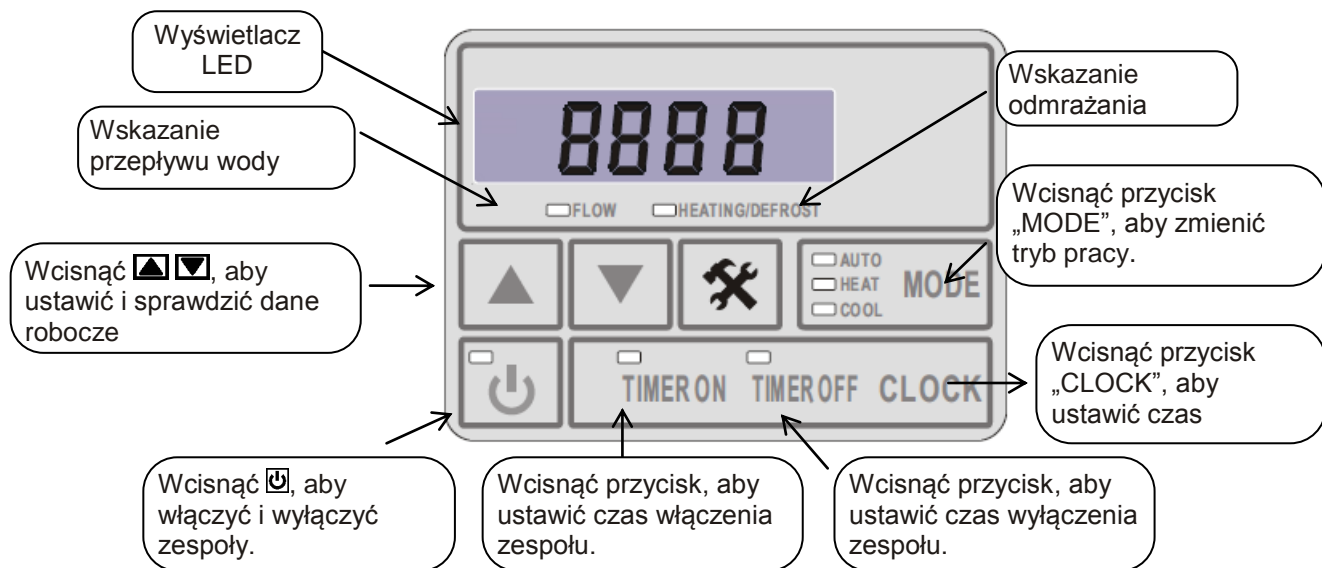 Wyświetlacz
LED
Wskazanie
przepływu wody
Wskazanie
odmrażania
8888
FLOW
HEATING/DEFROST
Wcisnąć przycisk
„MODE”, aby zmienić
tryb pracy.
Wcisnąć ▲ ▼, aby
ustawić i sprawdzić dane
robocze
AUTO
HEAT
COOL
MODE
TIMER ON
TIMER OFF
CLOCK
Wcisnąć przycisk
„CLOCK”, aby
ustawić czas
Wcisnąć ⏻, aby
włączyć i wyłączyć
zespoły.
Wcisnąć przycisk, aby
ustawić czas włączenia
zespołu.
Wcisnąć przycisk, aby
ustawić czas wyłączenia
zespołu.